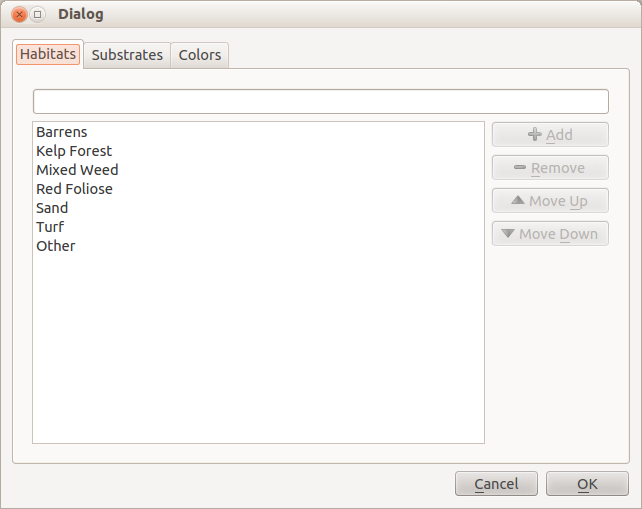 Dialog
Habitats Substrates Colors
Barrens
Kelp Forest
Mixed Weed
Red Foliose
Sand
Turf
Other
Add
Remove
Move Up
Move Down
Cancel OK